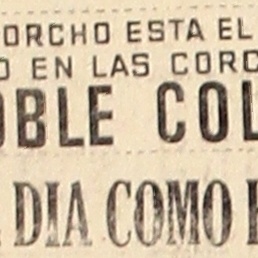 ORCHO ESTA EL
O EN LAS CORC
OBLE COL
DIA COMO